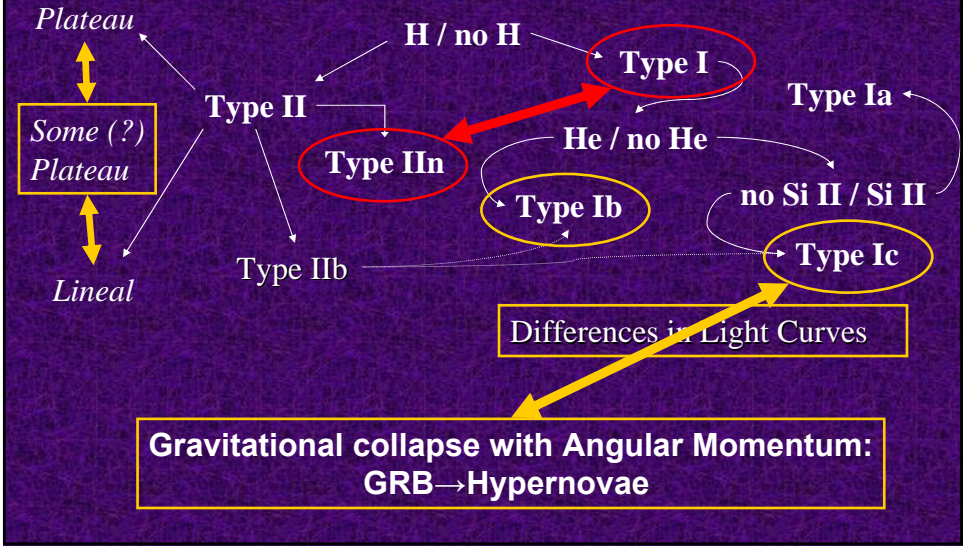 Plateau
H / no H
Type I
Type Ia
Type II
Some (?)
Plateau
Type IIn
He / no He
no Si II / Si II
Type Ib
Type Ic
Type IIb
Lineal
Differences in Light Curves
Gravitational collapse with Angular Momentum:
GRB→Hypernovae